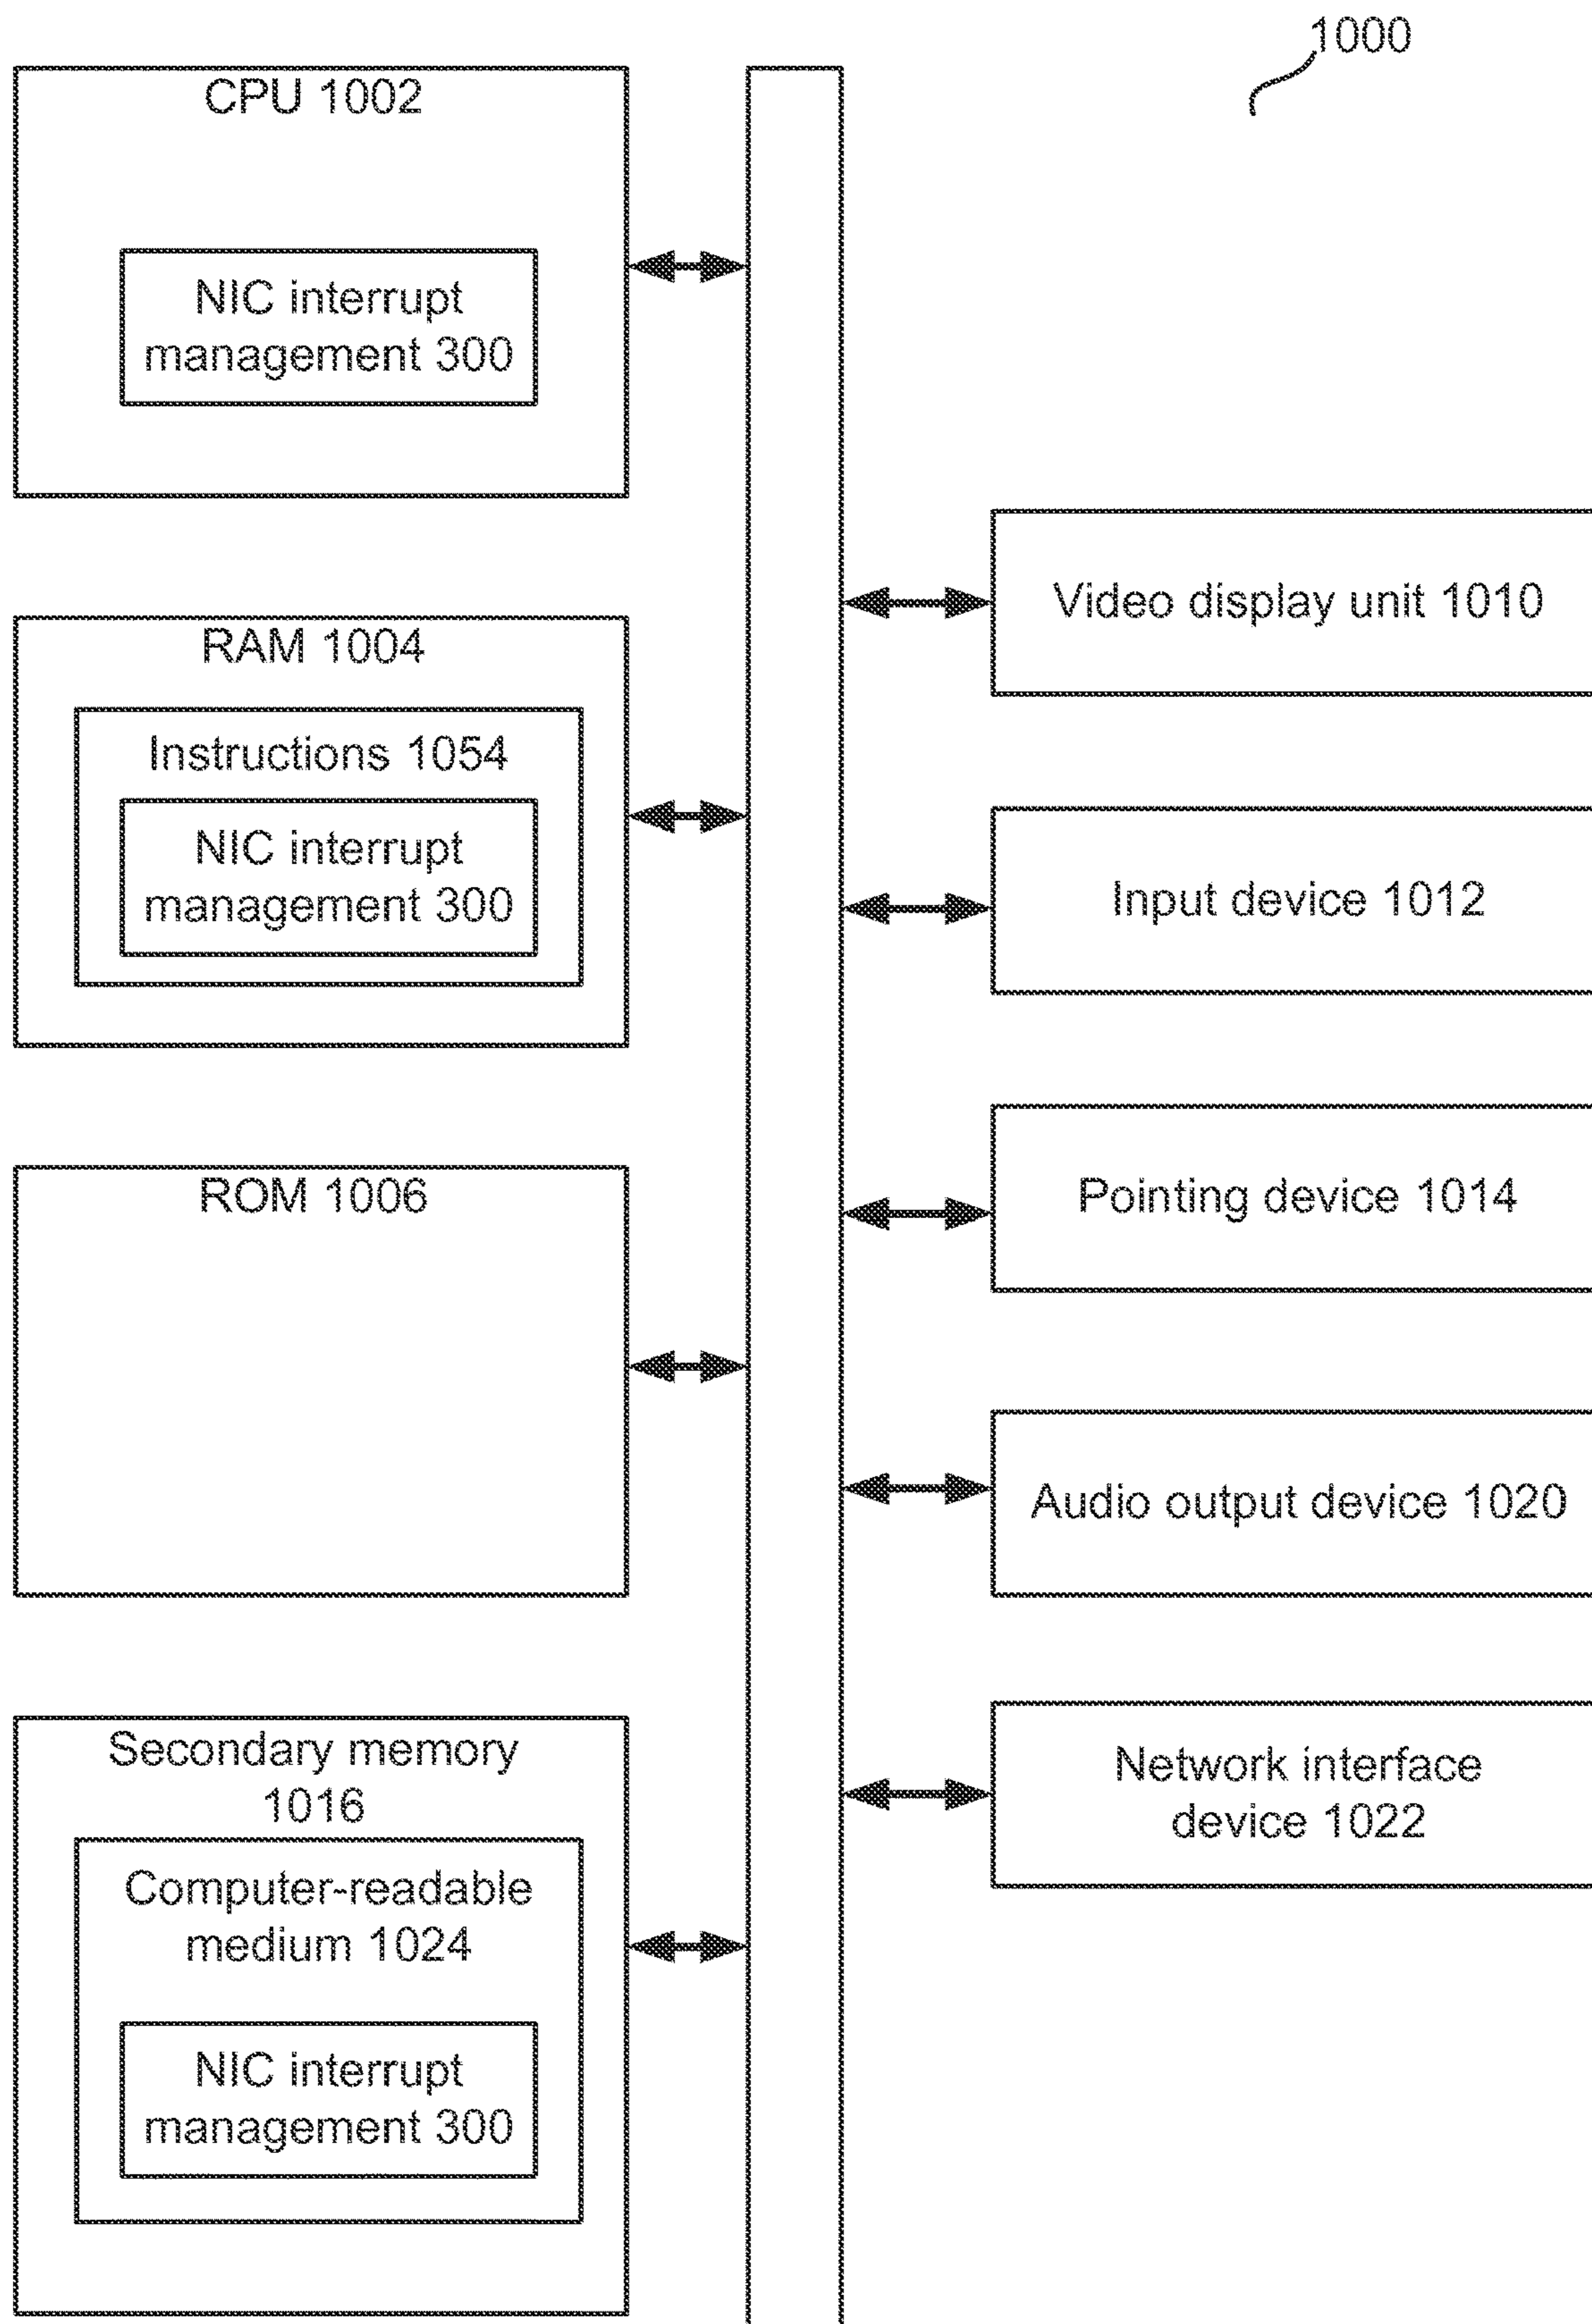 1000
CPU 1002
NIC interrupt
management 300
RAM 1004
Instructions 1054
NIC interrupt
management 300
ROM 1006
Secondary memory
1016
Computer-readable
medium 1024
NIC interrupt
management 300
Video display unit 1010
Input device 1012
Pointing device 1014
Audio output device 1020
Network interface
device 1022